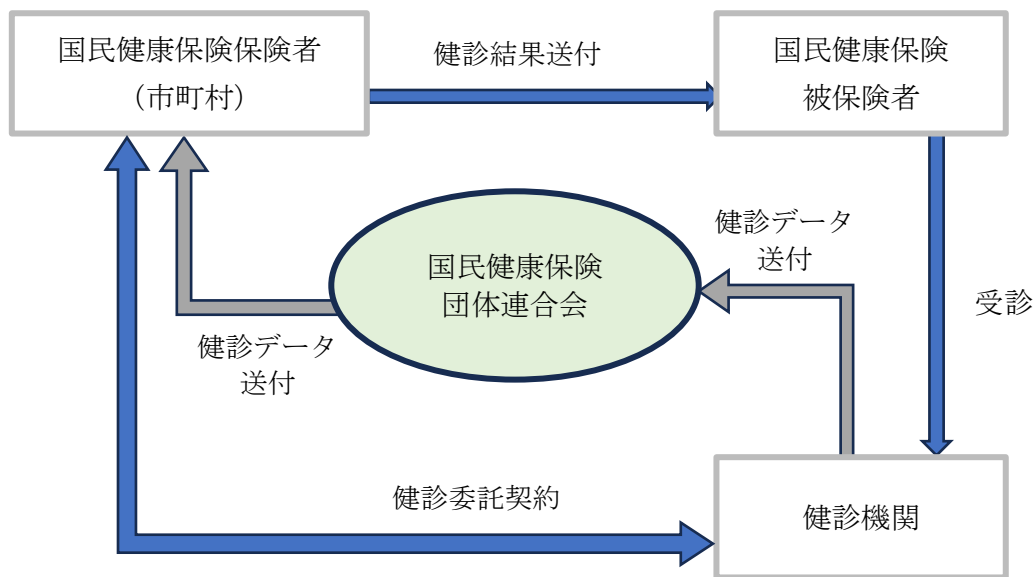 国民健康保険保険者
（市町村）
健診結果送付
国民健康保険
被保険者
国民健康保険
団体連合会
健診データ
送付
受診
健診データ
送付
健診委託契約
健診機関